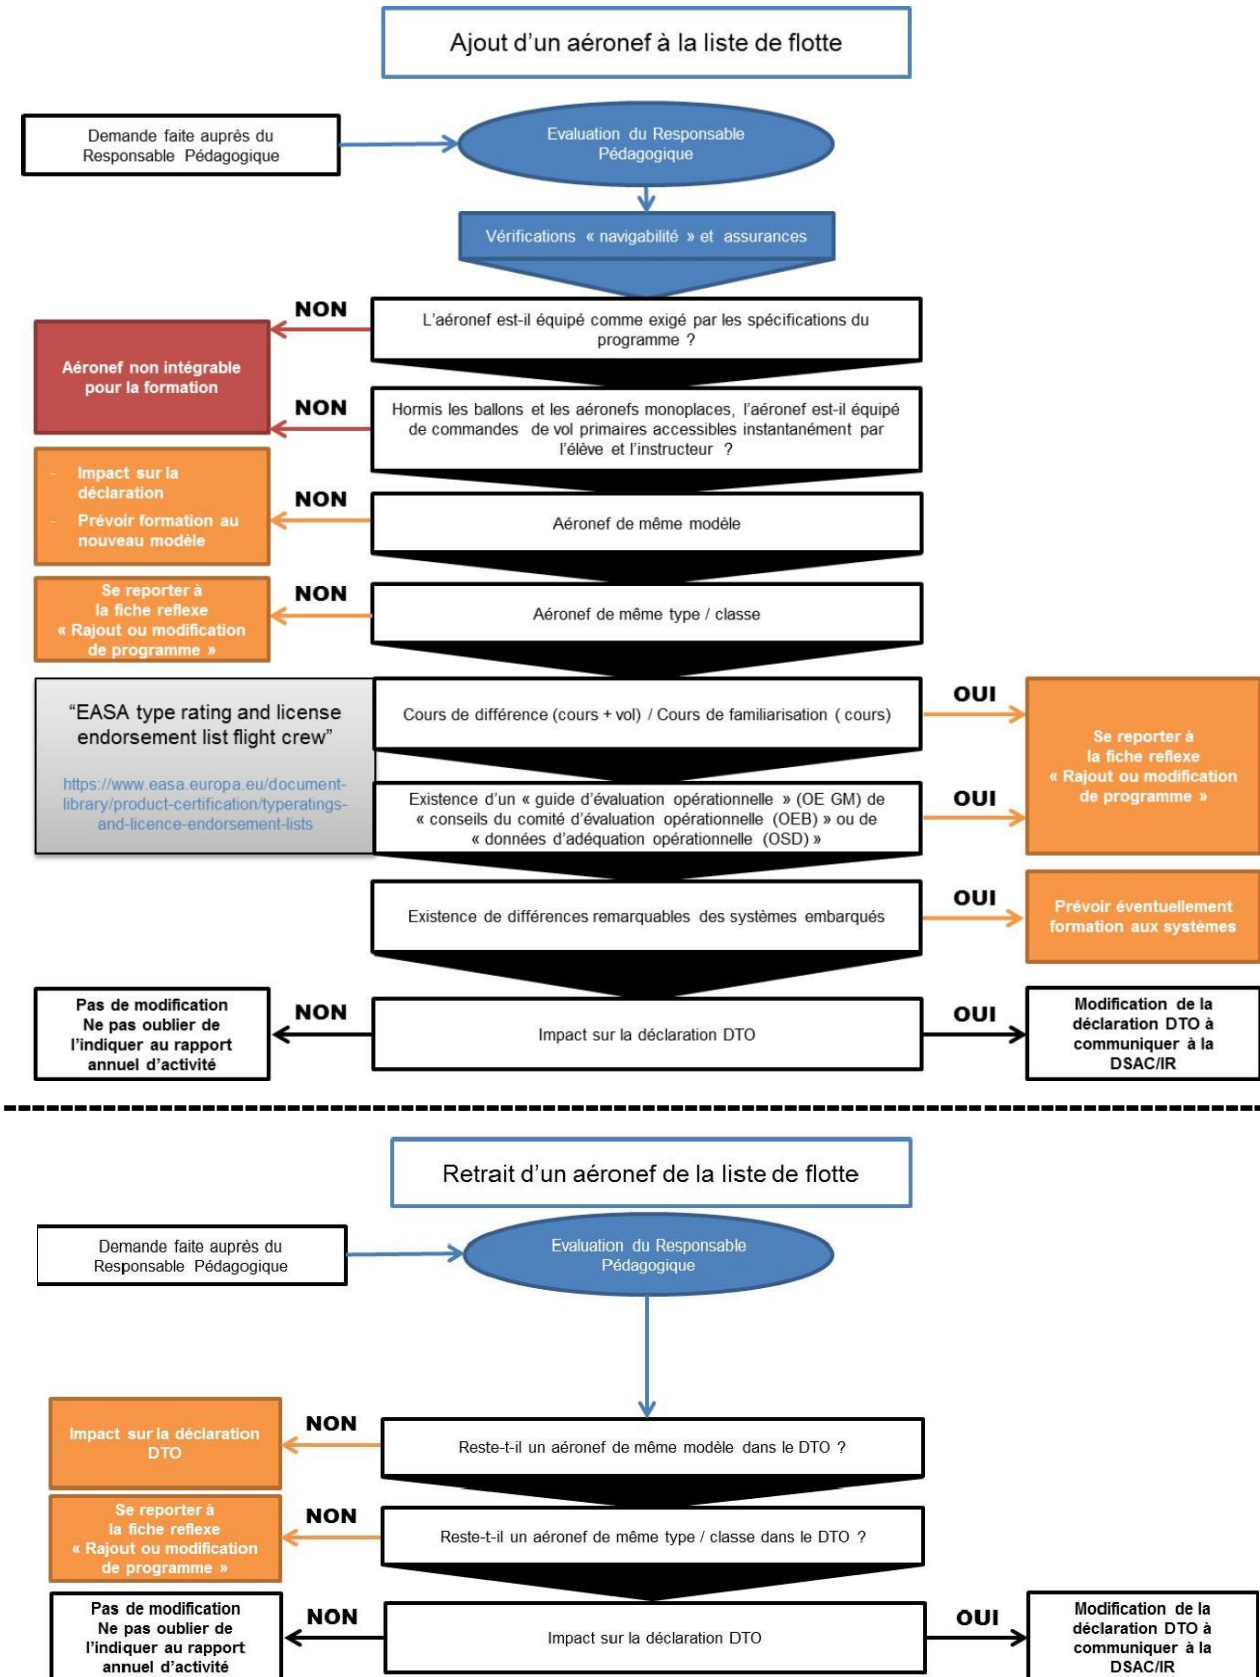 Ajout d’un aéronef à la liste de flotte
Demande faite auprès du
Responsable Pédagogique
Evaluation du Responsable
Pédagogique
Vérifications « navigabilité » et assurances
NON
L’aéronef est-il équipé comme exigé par les spécifications du
programme ?
Aéronef non intégrable
pour la formation
NON
Hormis les ballons et les aéronefs monoplaces, l’aéronef est-il équipé
de commandes de vol primaires accessibles instantanément par
l’élève et l’instructeur ?
- Impact sur la
déclaration
- Prévoir formation au
nouveau modèle
NON
Aéronef de même modèle
Se reporter à
la fiche reflexe
« Rajout ou modification
de programme »
NON
Aéronef de même type / classe
“EASA type rating and license
endorsement list flight crew”
https://www.easa.europa.eu/document-
library/product-certification/typeratings-
and-licence-endorsement-lists
Cours de différence (cours + vol) / Cours de familiarisation ( cours)
OUI
Se reporter à
la fiche reflexe
« Rajout ou modification
de programme »
Existence d’un « guide d’évaluation opérationnelle » (OE GM) de
« conseils du comité d’évaluation opérationnelle (OEB) » ou de
« données d’adéquation opérationnelle (OSD) »
OUI
Existence de différences remarquables des systèmes embarqués
OUI
Prévoir éventuellement
formation aux systèmes
Pas de modification
Ne pas oublier de
l’indiquer au rapport
annuel d’activité
NON
Impact sur la déclaration DTO
OUI
Modification de la
déclaration DTO à
communiquer à la
DSAC/IR
Retrait d’un aéronef de la liste de flotte
Demande faite auprès du
Responsable Pédagogique
Evaluation du Responsable
Pédagogique
Impact sur la déclaration
DTO
NON
Reste-t-il un aéronef de même modèle dans le DTO ?
Se reporter à
la fiche reflexe
« Rajout ou modification
de programme »
NON
Reste-t-il un aéronef de même type / classe dans le DTO ?
Pas de modification
Ne pas oublier de
l’indiquer au rapport
annuel d’activité
NON
Impact sur la déclaration DTO
OUI
Modification de la
déclaration DTO à
communiquer à la
DSAC/IR